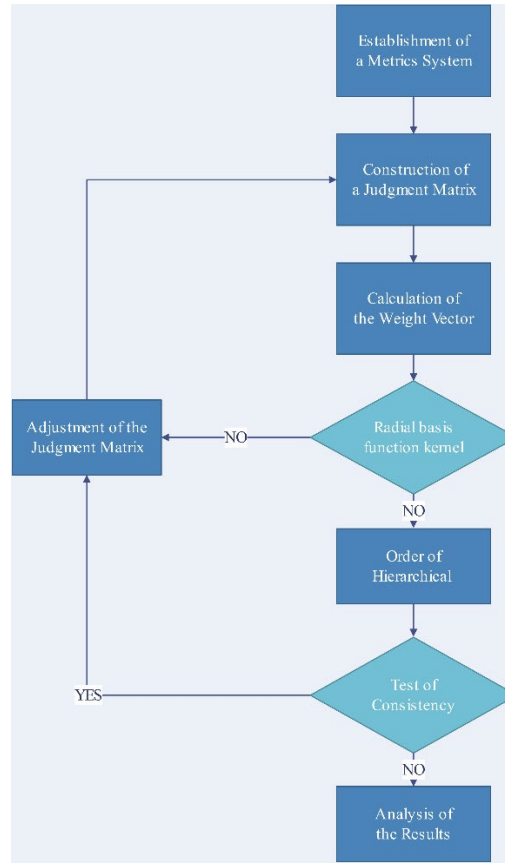 Establishment of
a Metrics System
Construction of
a Judgment Matrix
Calculation of
the Weight Vector
Adjustment of the
Judgment Matrix
NO
Radial basis
function kernel
NO
Order of
Hierarchical
Test of
Consistency
YES
NO
Analysis of
the Results